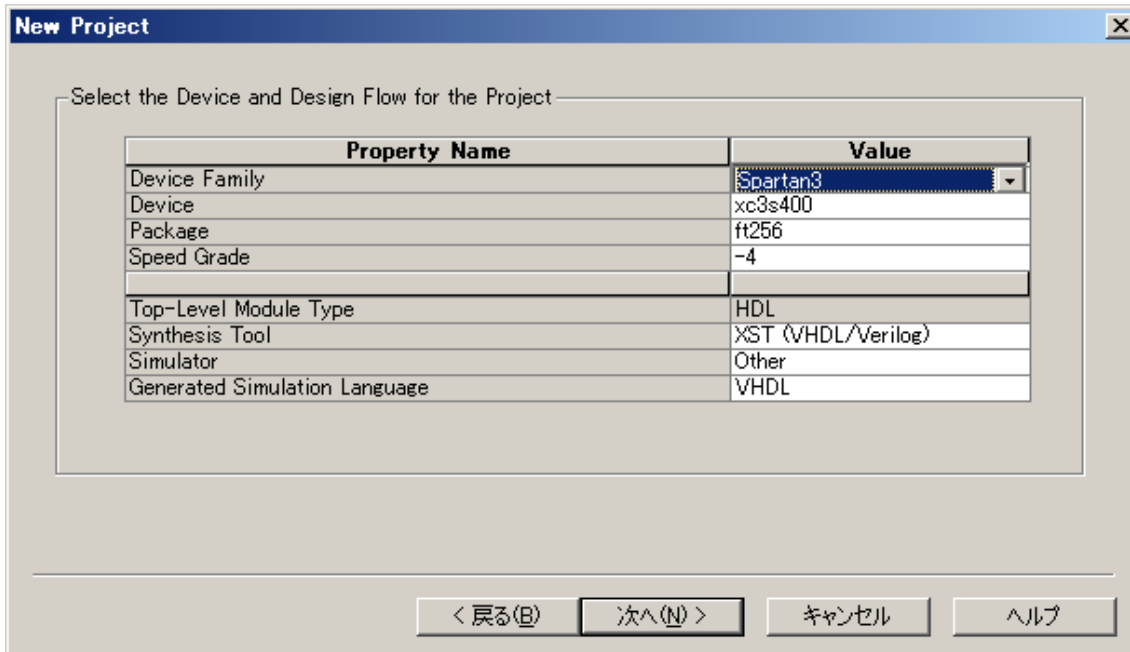 New Project
Select the Device and Design Flow for the Project
Property Name Value
Device Family Spartan3
Device xc3s400
Package ft256
Speed Grade -4
Top-Level Module Type HDL
Synthesis Tool XST (VHDL/Verilog)
Simulator Other
Generated Simulation Language VHDL
< 戻る(B) 次へ(N) > キャンセル ヘルプ